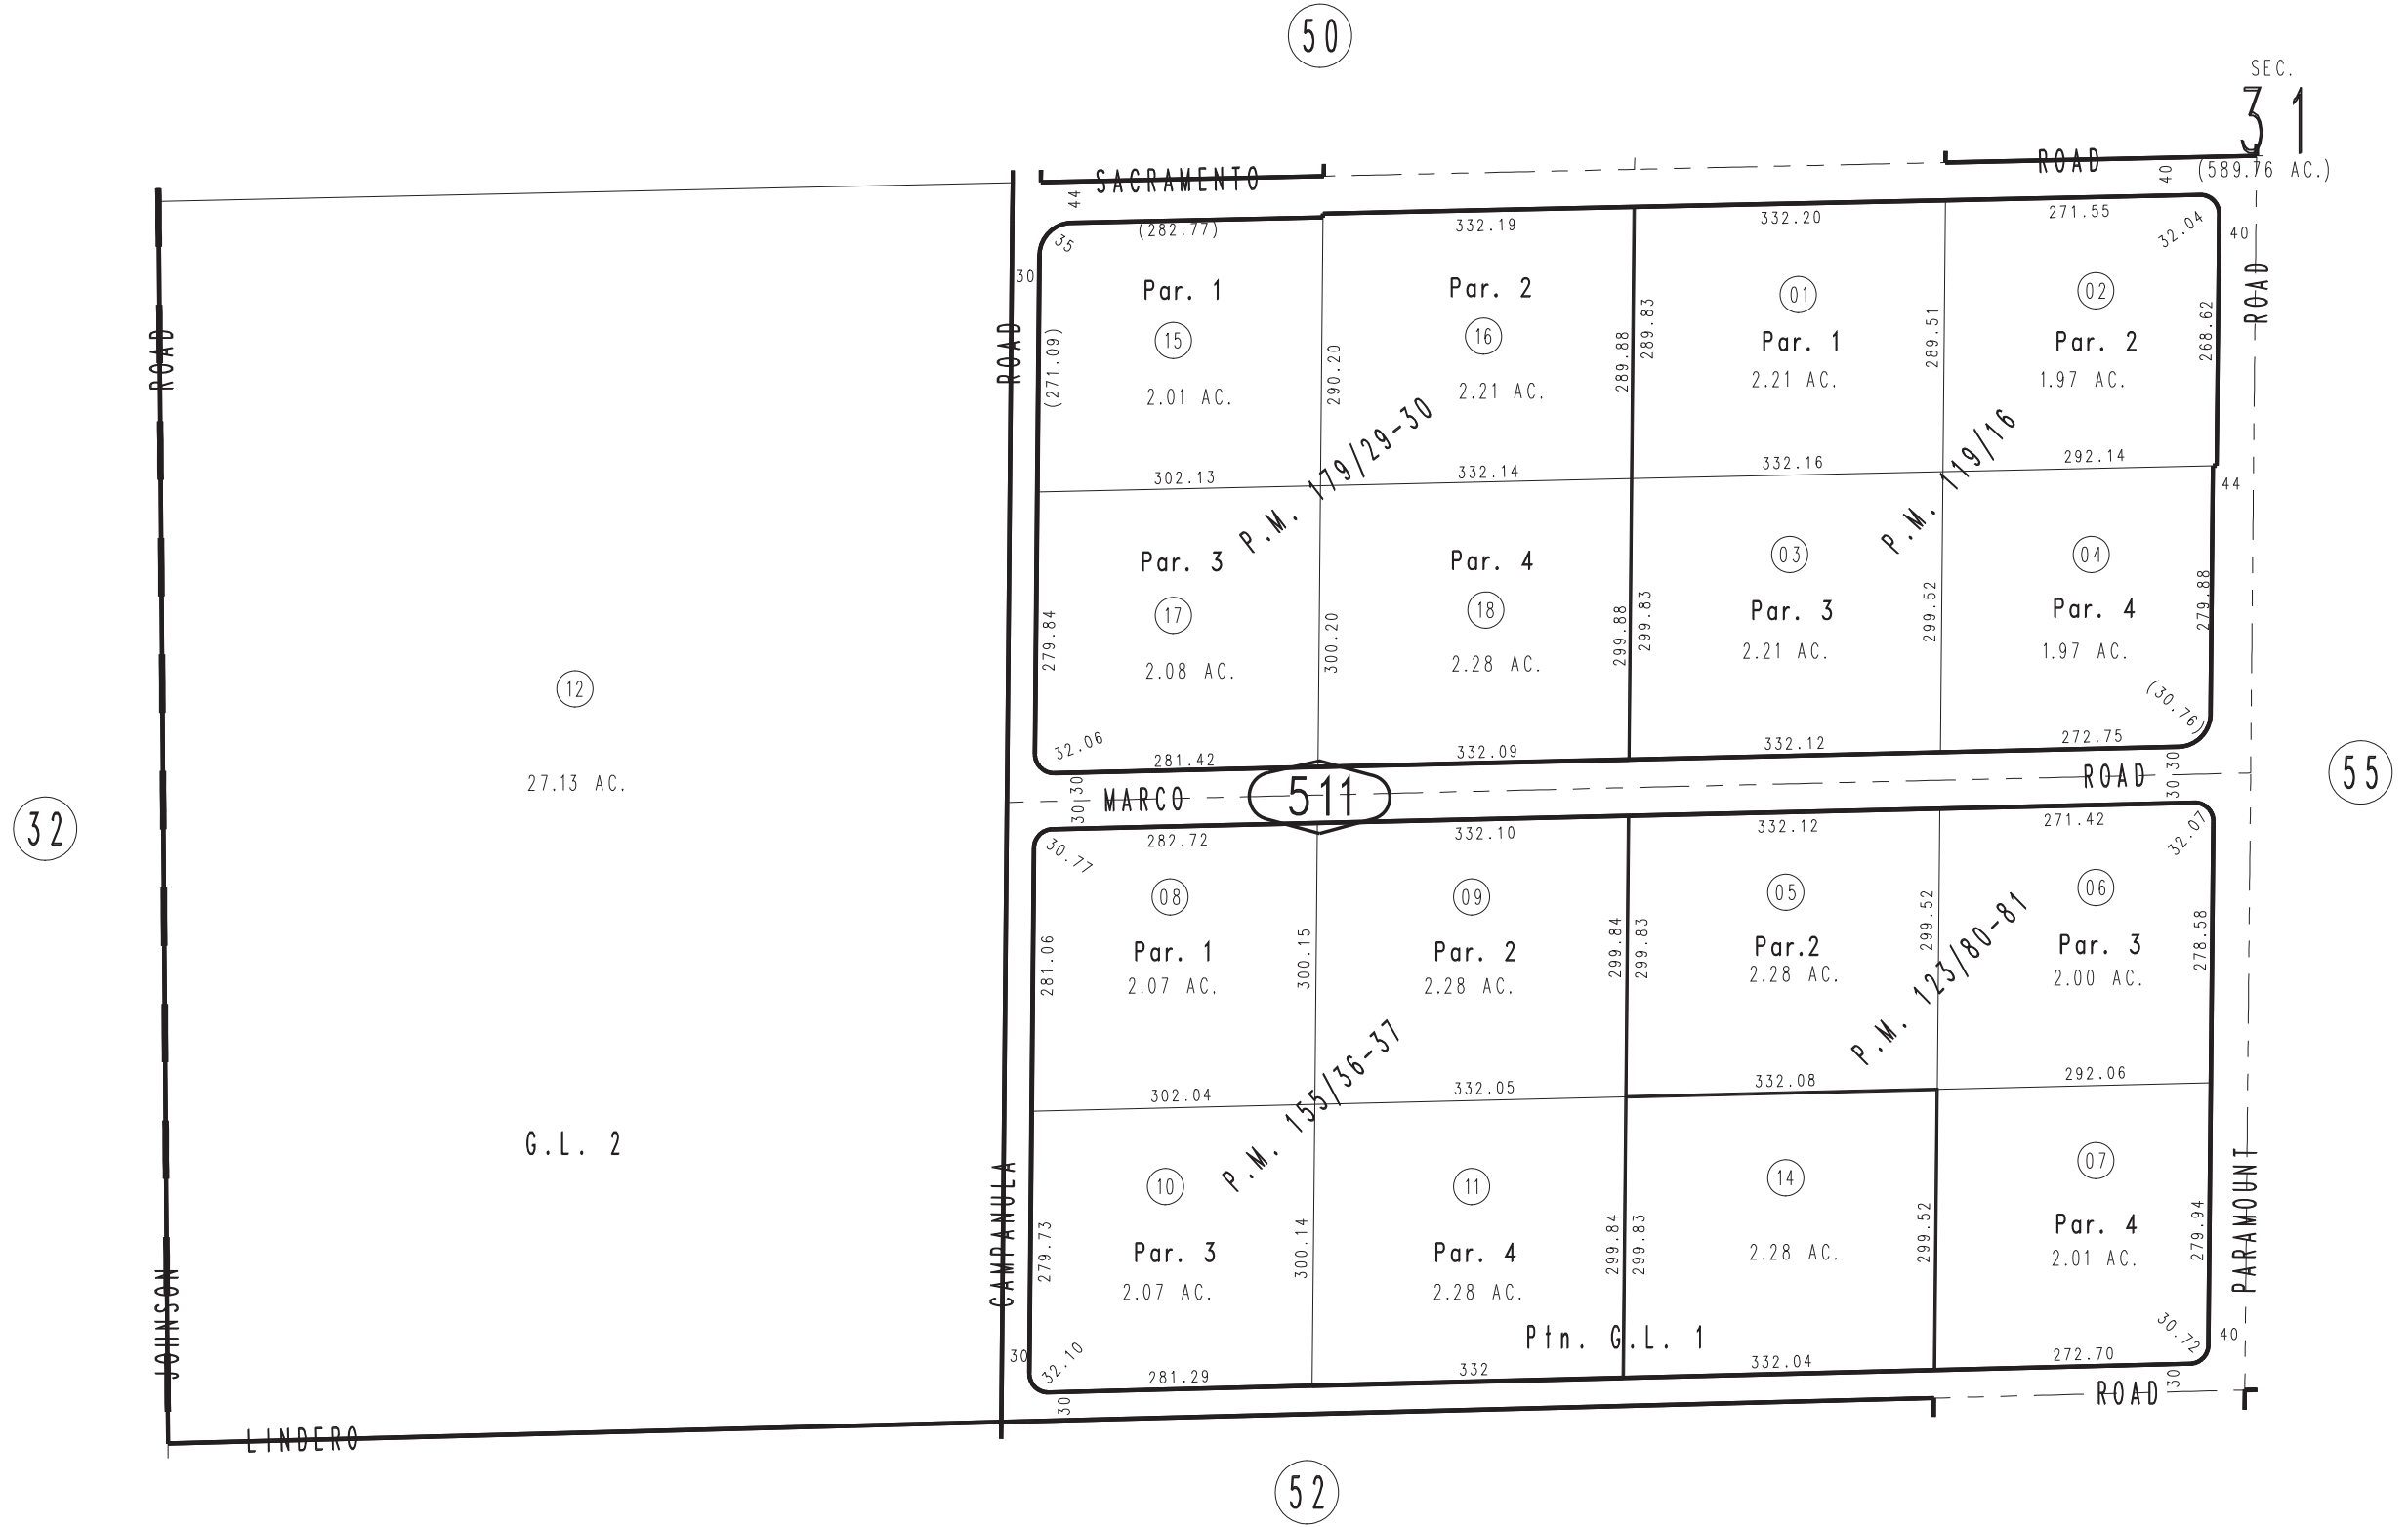 50
SEC.
31
(589.76 AC.)
SACRAMENTO
ROAD
44
40
(282.77)
332.19
332.20
271.55
35
32.04
40
30
ROAD
ROAD
ROAD
Par. 1
15
2.01 AC.
(271.09)
290.20
Par. 2
16
2.21 AC.
289.88
289.83
01
Par. 1
2.21 AC.
289.51
02
Par. 2
1.97 AC.
268.62
P.M. 179/29-30
P.M. 119/16
302.13
332.14
332.16
292.14
44
Par. 3
17
2.08 AC.
279.84
300.20
Par. 4
18
2.28 AC.
299.88
299.83
03
Par. 3
2.21 AC.
299.52
04
Par. 4
1.97 AC.
279.88
12
27.13 AC.
32.06
281.42
332.09
332.12
272.75
(30.76)
30
30
MARCO
511
ROAD
30
30
32
55
282.72
332.10
332.12
271.42
30.77
32.07
08
Par. 1
2.07 AC.
281.06
300.15
09
Par. 2
2.28 AC.
299.84
299.83
05
Par.2
2.28 AC.
299.52
06
Par. 3
2.00 AC.
278.58
P.M. 155/36-37
P.M. 123/80-81
302.04
332.05
332.08
292.06
G.L. 2
10
Par. 3
2.07 AC.
279.73
300.14
11
Par. 4
2.28 AC.
299.84
299.83
14
2.28 AC.
299.52
07
Par. 4
2.01 AC.
279.94
Ptn. G.L. 1
JOHNSON
CAMPANULA
PARAMOUNT
30
32.10
281.29
332
332.04
272.70
30.72
40
30
30
LINDERO
ROAD
52